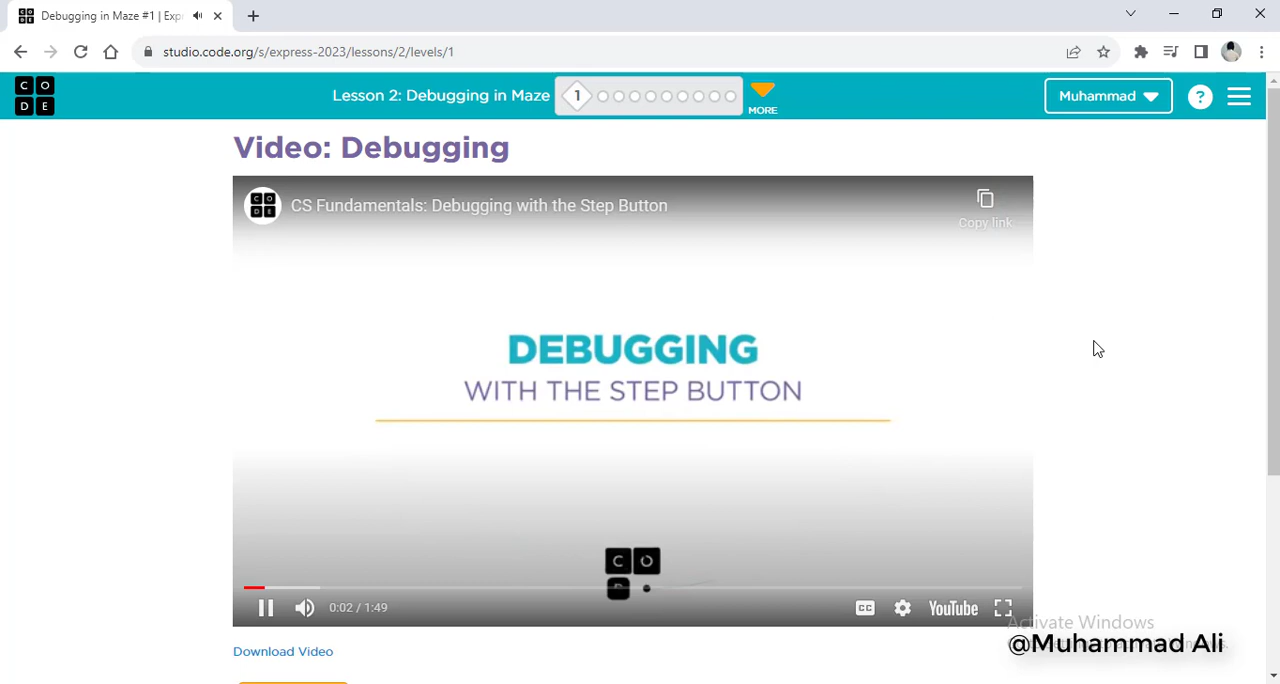 Debugging in Maze #1 | Exp
studio.code.org/s/express-2023/lessons/2/levels/1
C O
D E
Lesson 2: Debugging in Maze
1
MORE
Muhammad
?
Video: Debugging
C O
D E
CS Fundamentals: Debugging with the Step Button
Copy link
DEBUGGING
WITH THE STEP BUTTON
C O
0:02 / 1:49
CC
YouTube
Activate Windows
@Muhammad Ali
Download Video